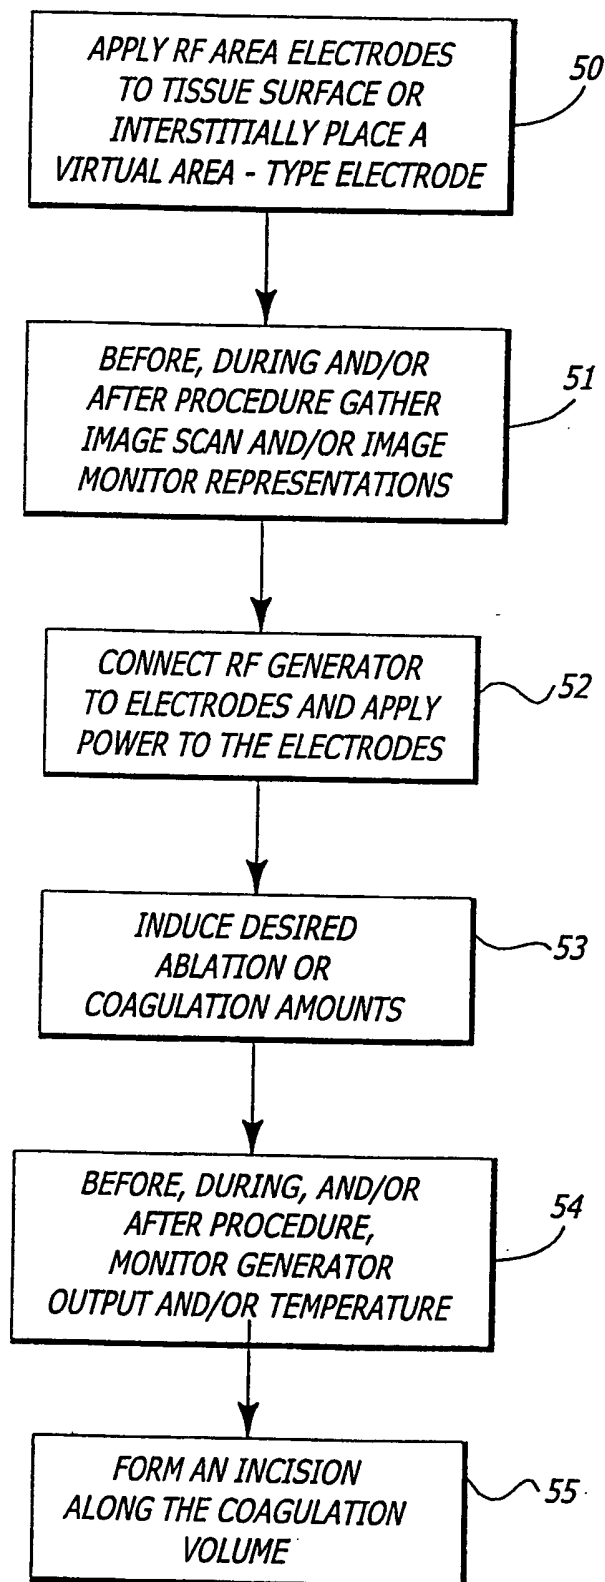 APPLY RF AREA ELECTRODES
TO TISSUE SURFACE OR
INTERSTITIALLY PLACE A
VIRTUAL AREA - TYPE ELECTRODE
50
BEFORE, DURING AND/OR
AFTER PROCEDURE GATHER
IMAGE SCAN AND/OR IMAGE
MONITOR REPRESENTATIONS
51
CONNECT RF GENERATOR
TO ELECTRODES AND APPLY
POWER TO THE ELECTRODES
52
INDUCE DESIRED
ABLATION OR
COAGULATION AMOUNTS
53
BEFORE, DURING, AND/OR
AFTER PROCEDURE,
MONITOR GENERATOR
OUTPUT AND/OR TEMPERATURE
54
FORM AN INCISION
ALONG THE COAGULATION
VOLUME
55